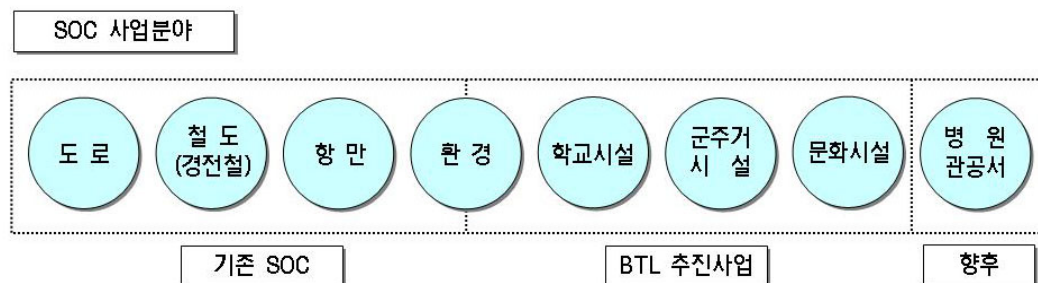 SOC 사업분야
도 로
철 도
(경전철)
항 만
환 경
학교시설
군주거
시 설
문화시설
병 원
관공서
기존 SOC
BTL 추진사업
향후